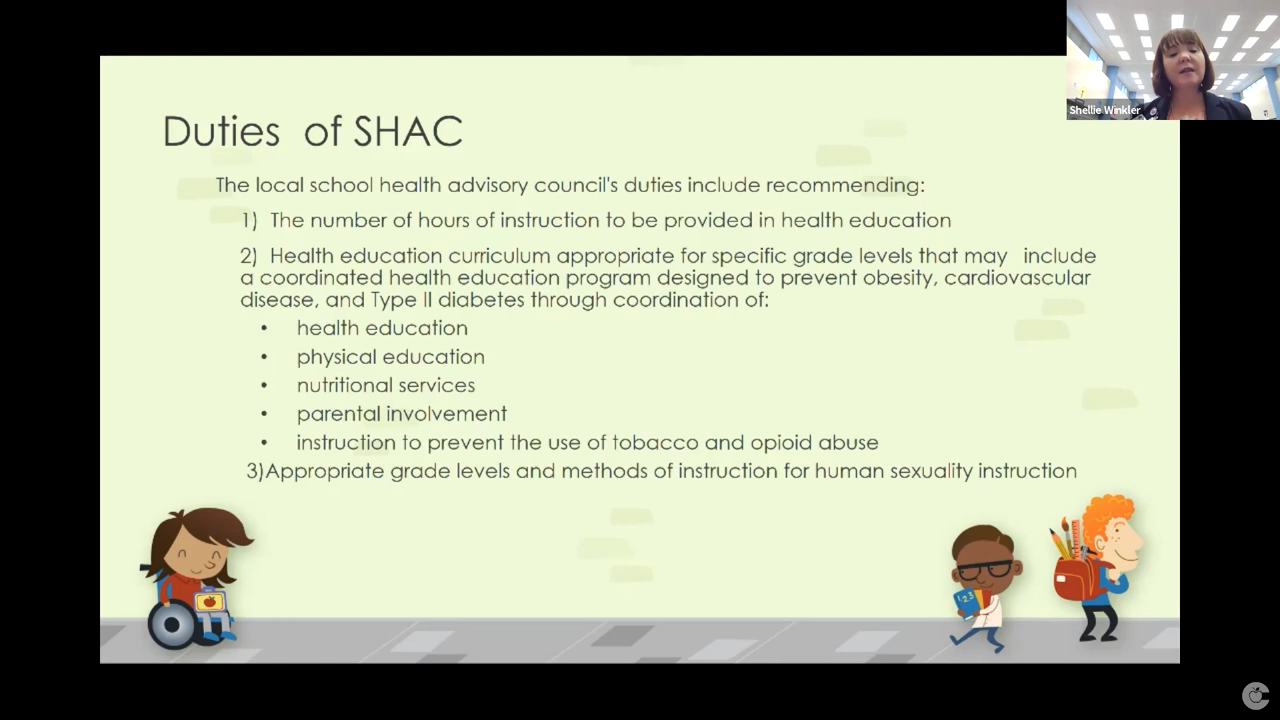 Shellie Winkler
Duties of SHAC
The local school health advisory council's duties include recommending:
1) The number of hours of instruction to be provided in health education
2) Health education curriculum appropriate for specific grade levels that may include
a coordinated health education program designed to prevent obesity, cardiovascular
disease, and Type II diabetes through coordination of:
• health education
• physical education
• nutritional services
• parental involvement
• instruction to prevent the use of tobacco and opioid abuse
3)Appropriate grade levels and methods of instruction for human sexuality instruction
123